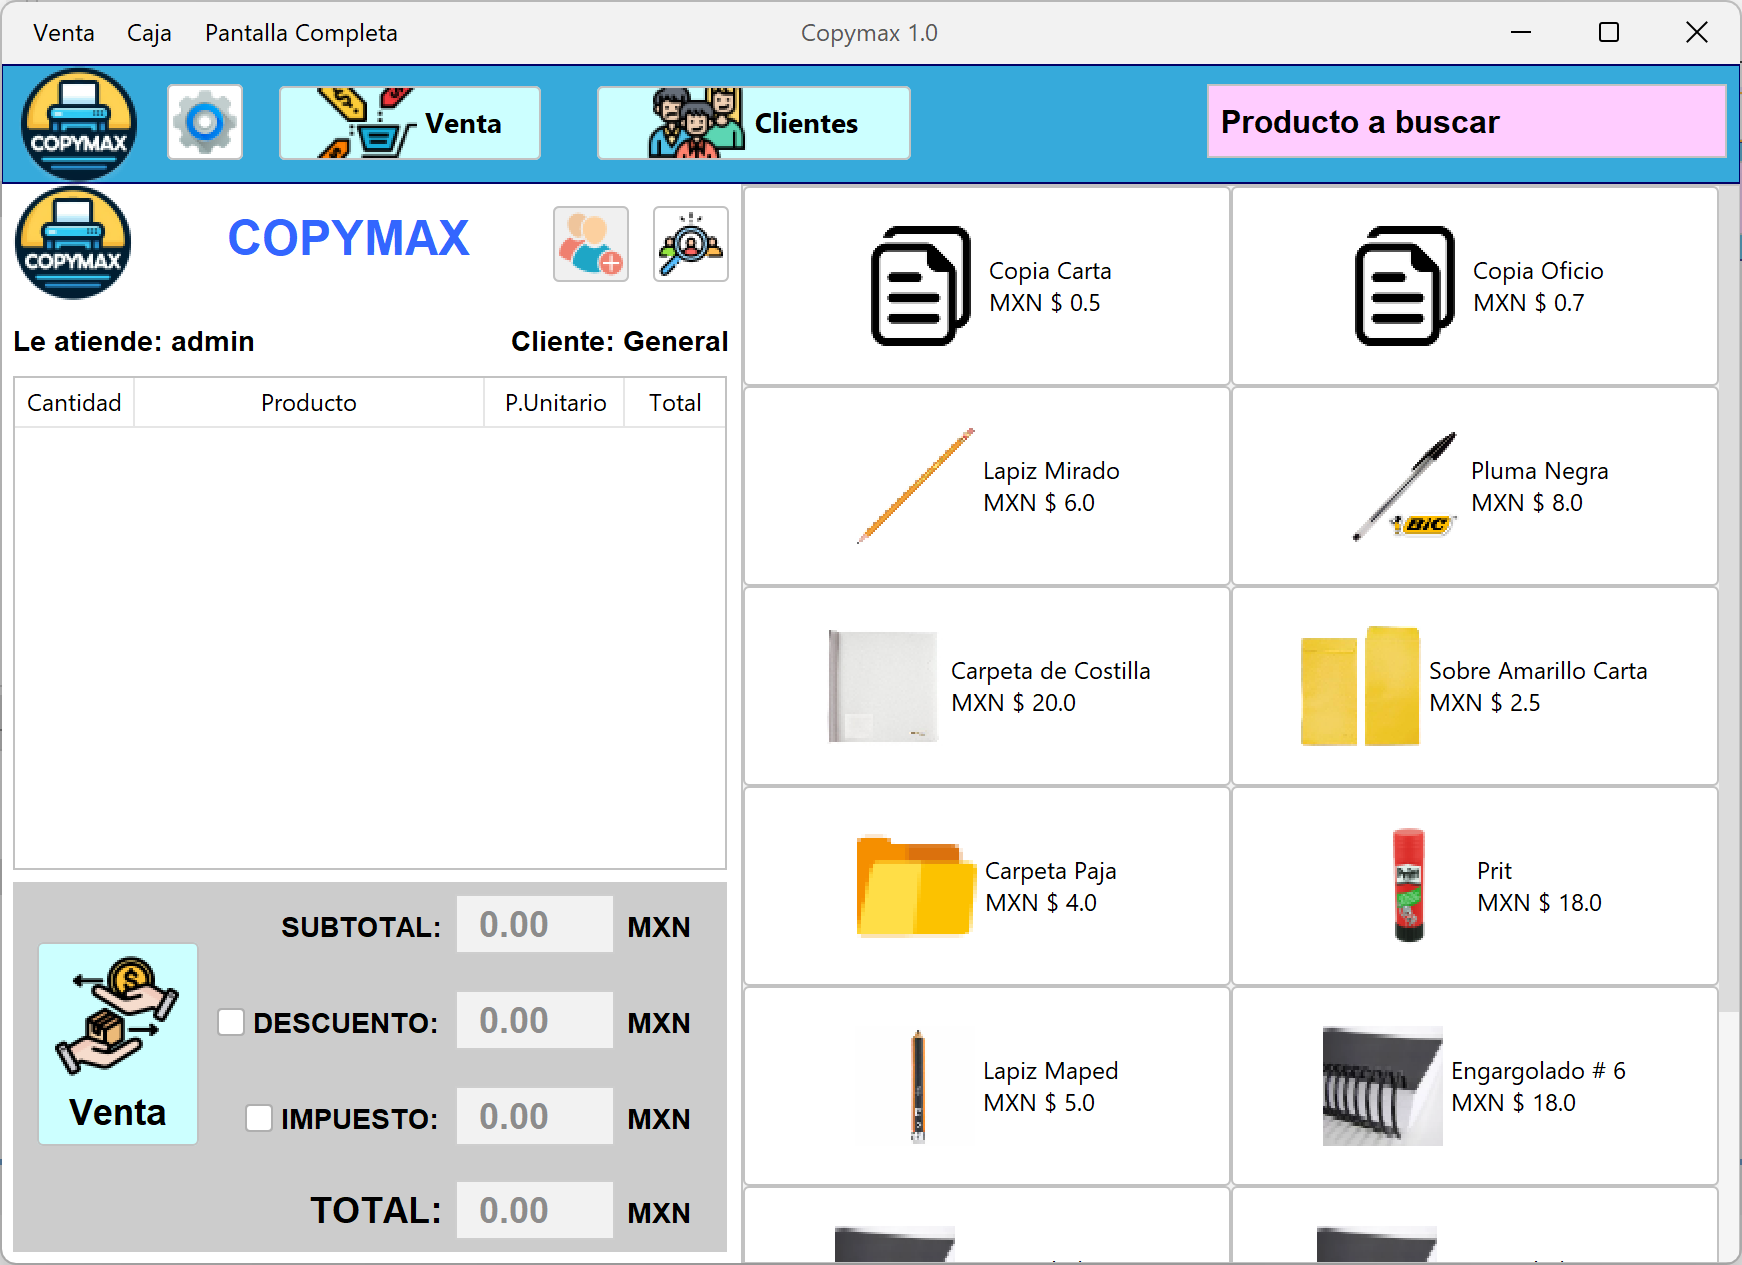 Venta Caja Pantalla Completa Copymax 1.0
COPYMAX
Venta
Clientes
Producto a buscar
COPYMAX
COPYMAX
Le atiende: admin
Cliente: General
Cantidad Producto P.Unitario Total
SUBTOTAL: 0.00 MXN
DESCUENTO: 0.00 MXN
IMPUESTO: 0.00 MXN
TOTAL: 0.00 MXN
Venta
Copia Carta
MXN $ 0.5
Copia Oficio
MXN $ 0.7
Lapiz Mirado
MXN $ 6.0
Pluma Negra
MXN $ 8.0
BIC
Carpeta de Costilla
MXN $ 20.0
Sobre Amarillo Carta
MXN $ 2.5
Carpeta Paja
MXN $ 4.0
Prit
MXN $ 18.0
Lapiz Maped
MXN $ 5.0
Engargolado # 6
MXN $ 18.0